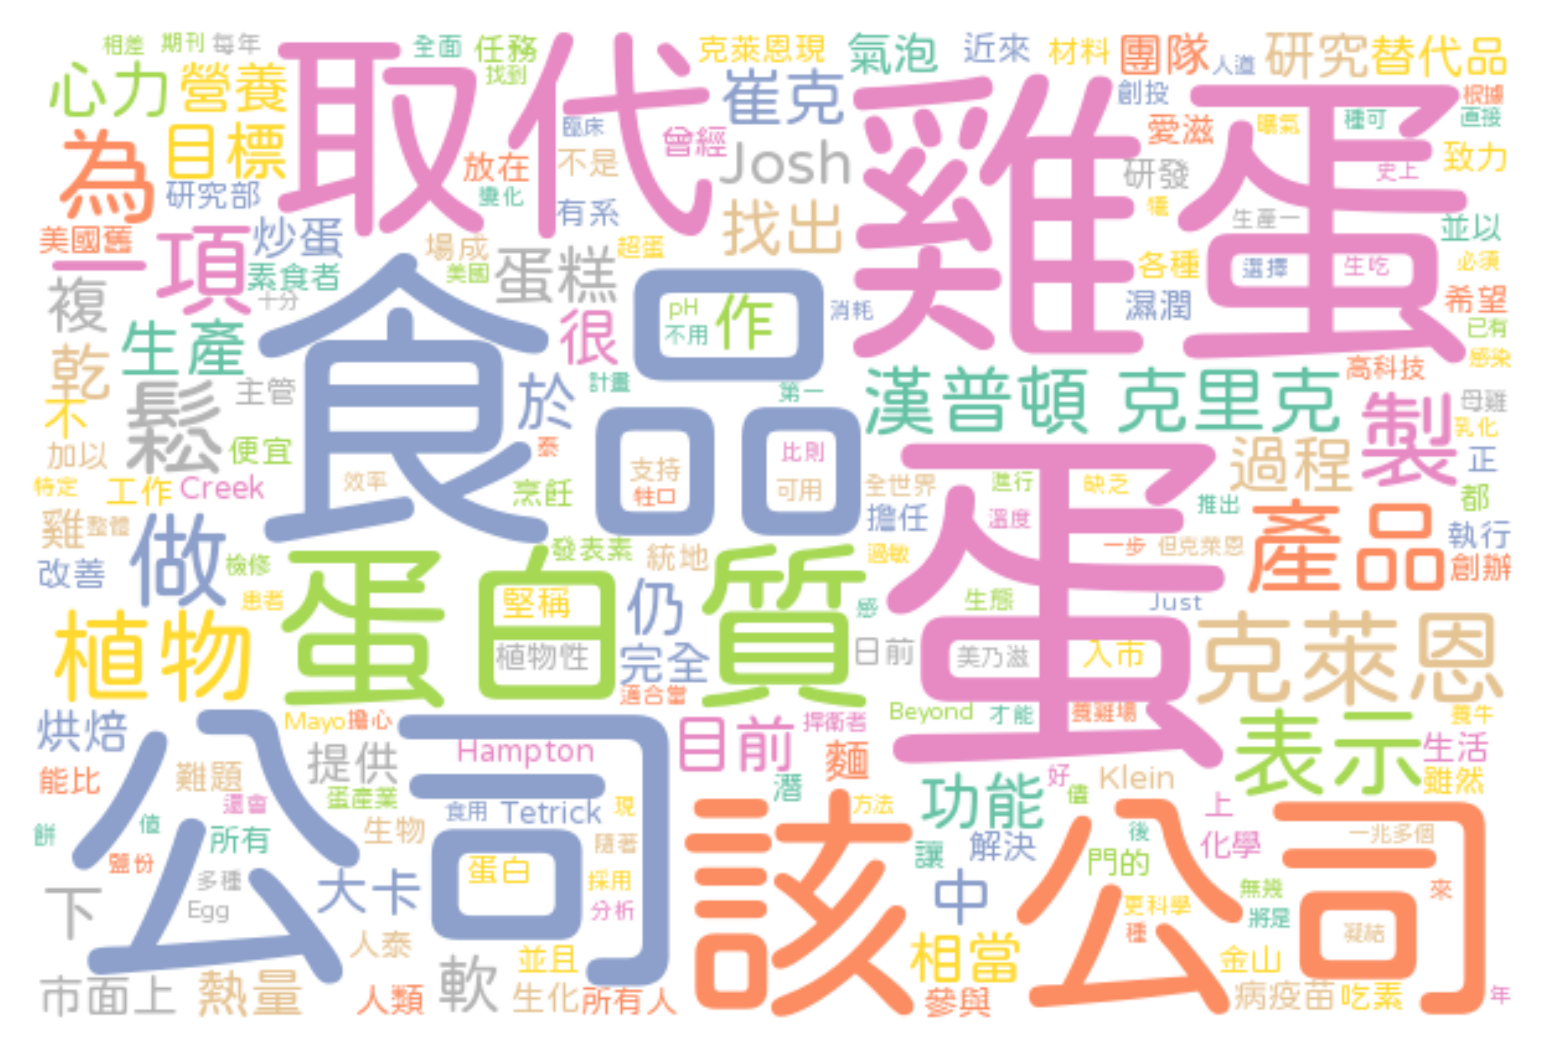 相差 期刊 每年 取代 全面 任務 克萊恩現 氣泡 近來 材料 團隊 人道 研究 替代品
心力 營養 找到 崔克 雞蛋 創投 根據
為 目標 臨床 曾經 Josh 愛滋 曝氣 種可 直接
研究部 放在 不是 研發 史上 致力
變化 有系 找出 犧 生產一 並以
美國舊 一項 炒蛋 場成 超蛋 各種 選擇 生吃 必須
複 素食者 美國 蛋糕 十分 食品 pH 作 消耗 濕潤 希望
生產 很 不用 已有
乾 主管 於 計畫 第一 漢普頓 克里克 高科技 感染
不 鬆 製 母雞
加以 便宜 泰 支持 比則 蛋 過程 正 乳化
特定 工作 Creek 效率 烹飪 牲口 可用 全世界 進行 缺乏 推出 都
雞 整體 做 擔任 溫度 產品 執行
改善 檢修 蛋白質 發表素 統地 過敏 一步 但克萊恩 創辦
患者 堅稱 仍 感 生態 Just
植物 植物性 完全 日前 美乃滋 入市 克萊恩
適合當
烘焙 公司 Mayo 擔心 目前 捍衛者 Beyond 才能 養雞場 表示 養牛
提供 Hampton 麵 生活
能比 難題 蛋產業 潛 功能 好 Klein 雖然
還會 食用 Tetrick 現 該公司 方法 值 上
餅 值 所有 生物 隨著 讓 解決 後 化學 一兆多個
鹽份 門的
下 多種 大卡 蛋白 採用 中 無幾 來
Egg 分析 更科學 將是
人泰 相當 種 凝結
並且 金山
市面上 熱量 人類 軟 生化 所有人 參與 病疫苗 吃素 年